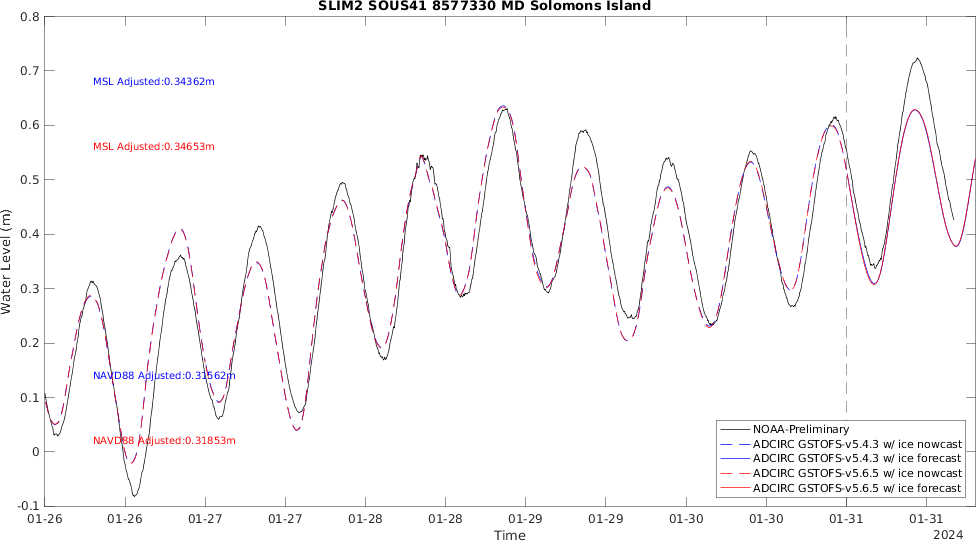 SLIM2 SOUS41 8577330 MD Solomons Island
0.8
0.7
0.6
0.5
0.4
0.3
0.2
0.1
0
-0.1
Water Level (m)
MSL Adjusted:0.34362m
MSL Adjusted:0.34653m
NAVD88 Adjusted:0.31562m
NAVD88 Adjusted:0.31853m
NOAA-Preliminary
ADCIRC GSTOFS-v5.4.3 w/ ice nowcast
ADCIRC GSTOFS-v5.4.3 w/ ice forecast
ADCIRC GSTOFS-v5.6.5 w/ ice nowcast
ADCIRC GSTOFS-v5.6.5 w/ ice forecast
01-26 01-26 01-27 01-27 01-28 01-28 01-29 01-29 01-30 01-30 01-31 01-31
Time
2024